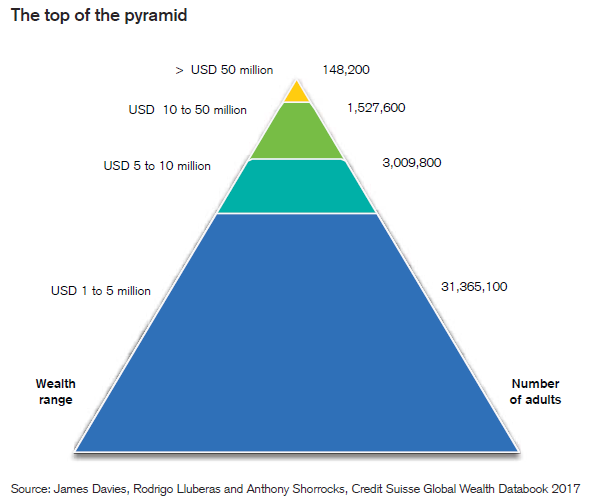 The top of the pyramid
> USD 50 million 148,200
USD 10 to 50 million 1,527,600
USD 5 to 10 million 3,009,800
USD 1 to 5 million 31,365,100
Wealth Number
range of adults
Source: James Davies, Rodrigo Lluberas and Anthony Shorrocks, Credit Suisse Global Wealth Databook 2017